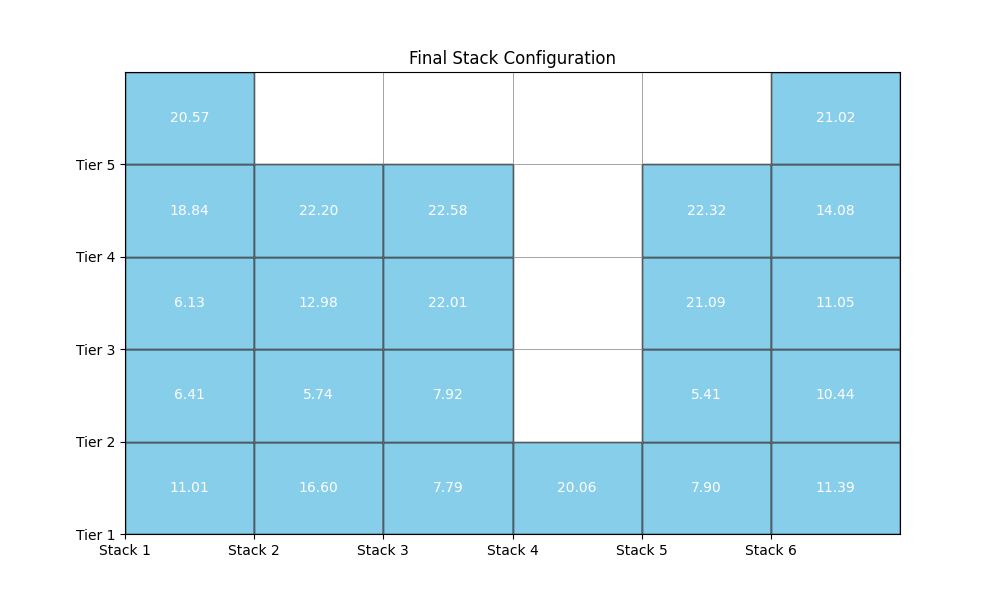 Final Stack Configuration
20.57 21.02
Tier 5
18.84 22.20 22.58 22.32 14.08
Tier 4
6.13 12.98 22.01 21.09 11.05
Tier 3
6.41 5.74 7.92 5.41 10.44
Tier 2
11.01 16.60 7.79 20.06 7.90 11.39
Tier 1
Stack 1 Stack 2 Stack 3 Stack 4 Stack 5 Stack 6